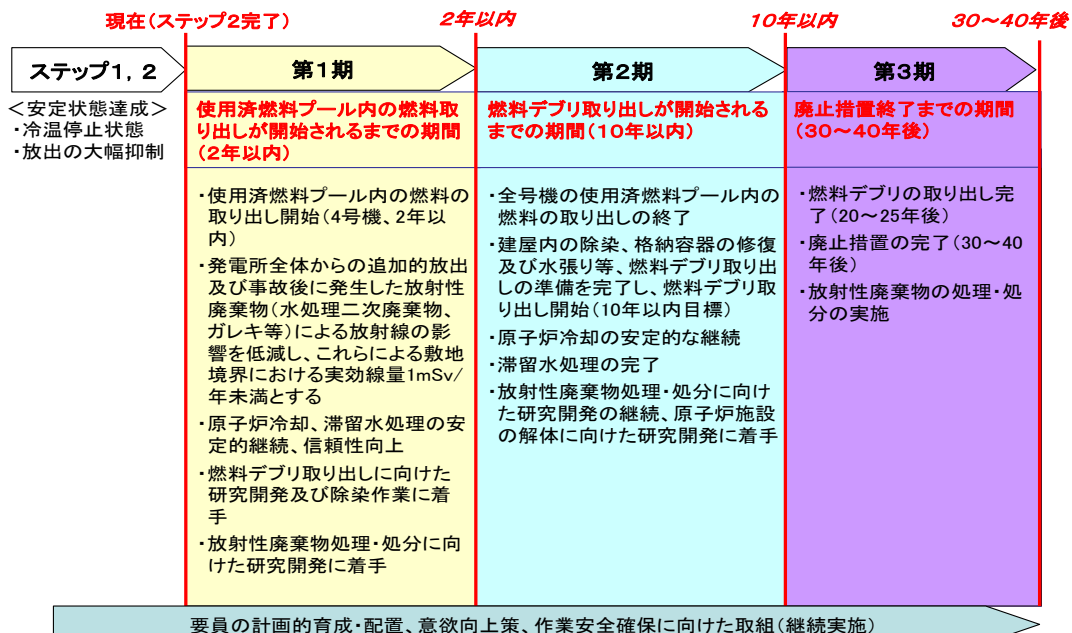 現在(ステップ2完了)
2年以内
10年以内
30~40年後
ステップ1,2
第1期
第2期
第3期
<安定状態達成>
・冷温停止状態
・放出の大幅抑制
使用済燃料プール内の燃料取
り出しが開始されるまでの期間
(2年以内)
・使用済燃料プール内の燃料の
取り出し開始(4号機、2年以
内)
・発電所全体からの追加的放出
及び事故後に発生した放射性
廃棄物(水処理二次廃棄物、
ガレキ等)による放射線の影
響を低減し、これらによる敷地
境界における実効線量1mSv/
年未満とする
・原子炉冷却、滞留水処理の安
定的継続、信頼性向上
・燃料デブリ取り出しに向けた
研究開発及び除染作業に着
手
・放射性廃棄物処理・処分に向
けた研究開発に着手
燃料デブリ取り出しが開始される
までの期間(10年以内)
・全号機の使用済燃料プール内の
燃料の取り出しの終了
・建屋内の除染、格納容器の修復
及び水張り等、燃料デブリ取り出
しの準備を完了し、燃料デブリ取
り出し開始(10年以内目標)
・原子炉冷却の安定的な継続
・滞留水処理の完了
・放射性廃棄物処理・処分に向け
た研究開発の継続、原子炉施設
の解体に向けた研究開発に着手
廃止措置終了までの期間
(30~40年後)
・燃料デブリの取り出し完
了(20~25年後)
・廃止措置の完了(30~40
年後)
・放射性廃棄物の処理・処
分の実施
要員の計画的育成・配置、意欲向上策、作業安全確保に向けた取組(継続実施)